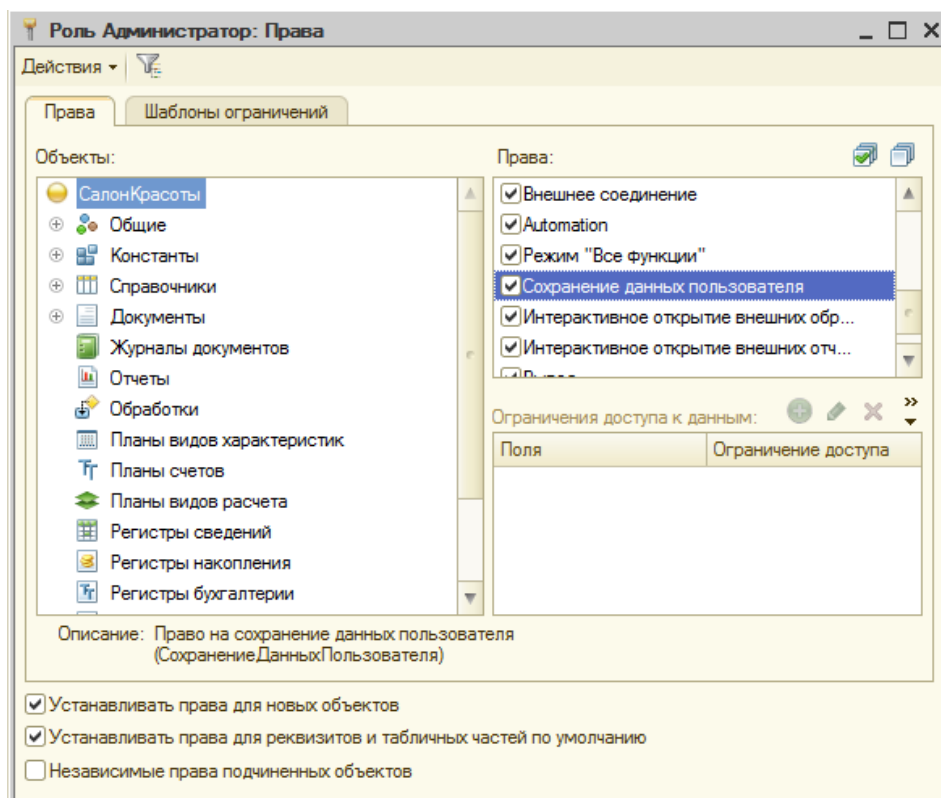 Роль Администратор: Права
Действия
Права
Шаблоны ограничений
Объекты:
СалонКрасоты
Общие
Константы
Справочники
Документы
Журналы документов
Отчеты
Обработки
Планы видов характеристик
Планы счетов
Планы видов расчета
Регистры сведений
Регистры накопления
Регистры бухгалтерии
Права:
Внешнее соединение
Automation
Режим "Все функции"
Сохранение данных пользователя
Интерактивное открытие внешних обр...
Интерактивное открытие внешних отч...
Ограничения доступа к данным:
Поля
Ограничение доступа
Описание: Право на сохранение данных пользователя
(СохранениеДанныхПользователя)
Устанавливать права для новых объектов
Устанавливать права для реквизитов и табличных частей по умолчанию
Независимые права подчиненных объектов